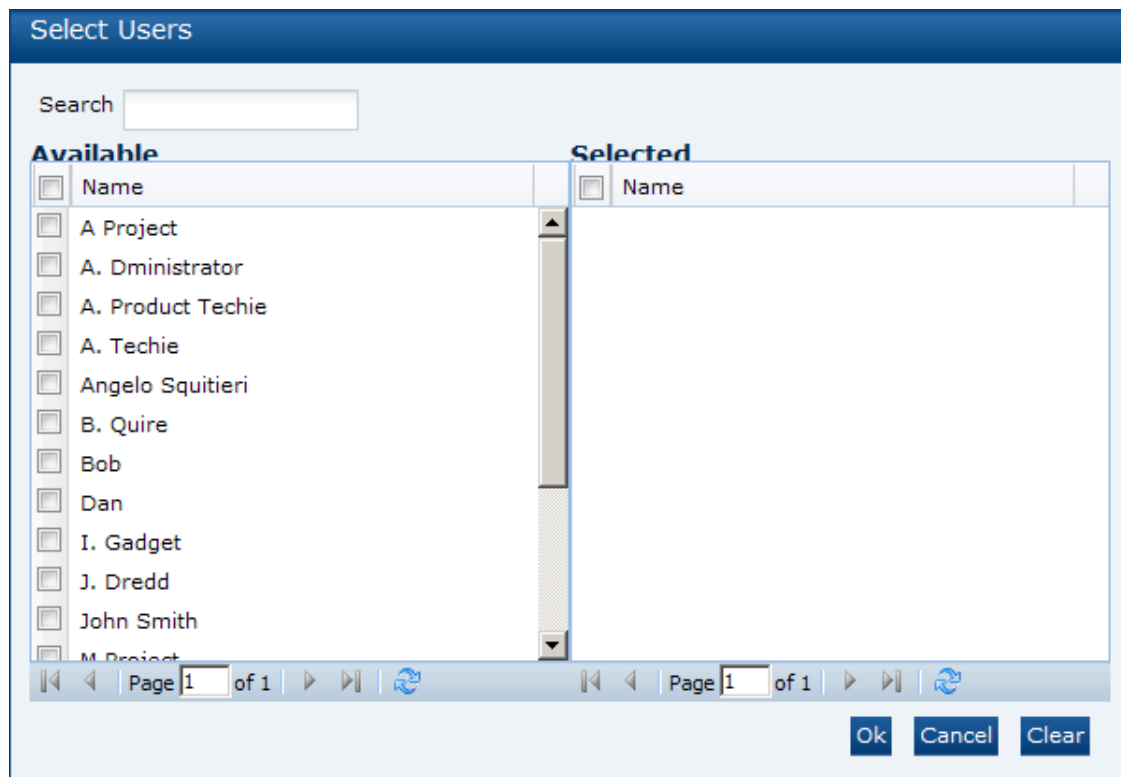 Select Users
Search
Available Selected
Name Name
A Project
A. Dministrator
A. Product Techie
A. Techie
Angelo Squitieri
B. Quire
Bob
Dan
I. Gadget
J. Dredd
John Smith
M Project
Page 1 of 1 Page 1 of 1
Ok Cancel Clear